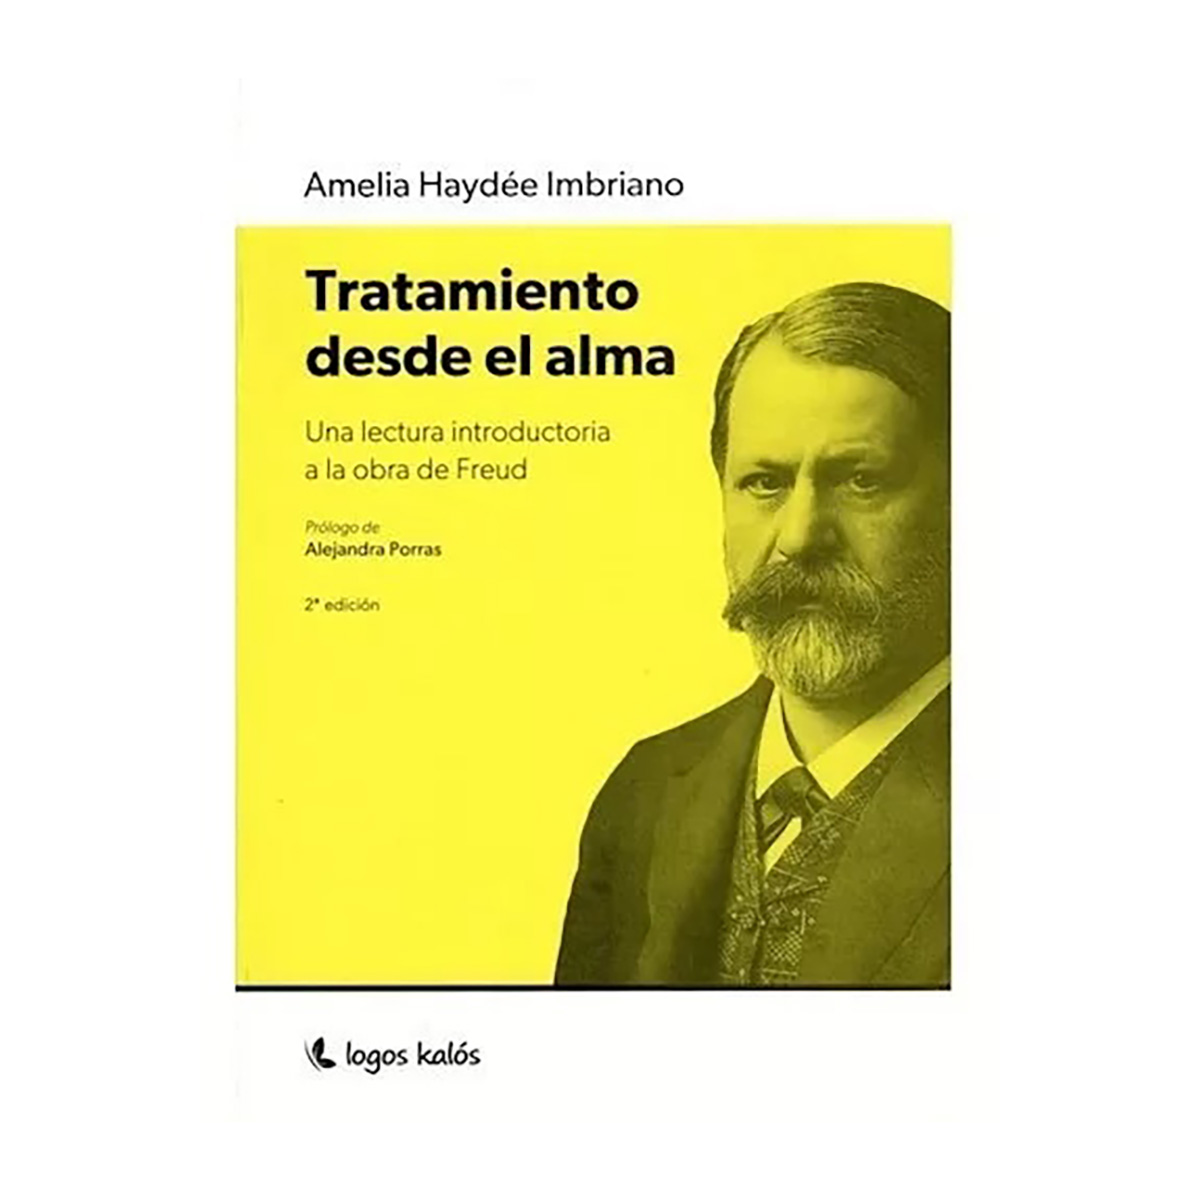 Amelia Haydée Imbriano
Tratamiento
desde el alma
Una lectura introductoria
a la obra de Freud
Prólogo de
Alejandra Porras
2ª edición
logos kalós